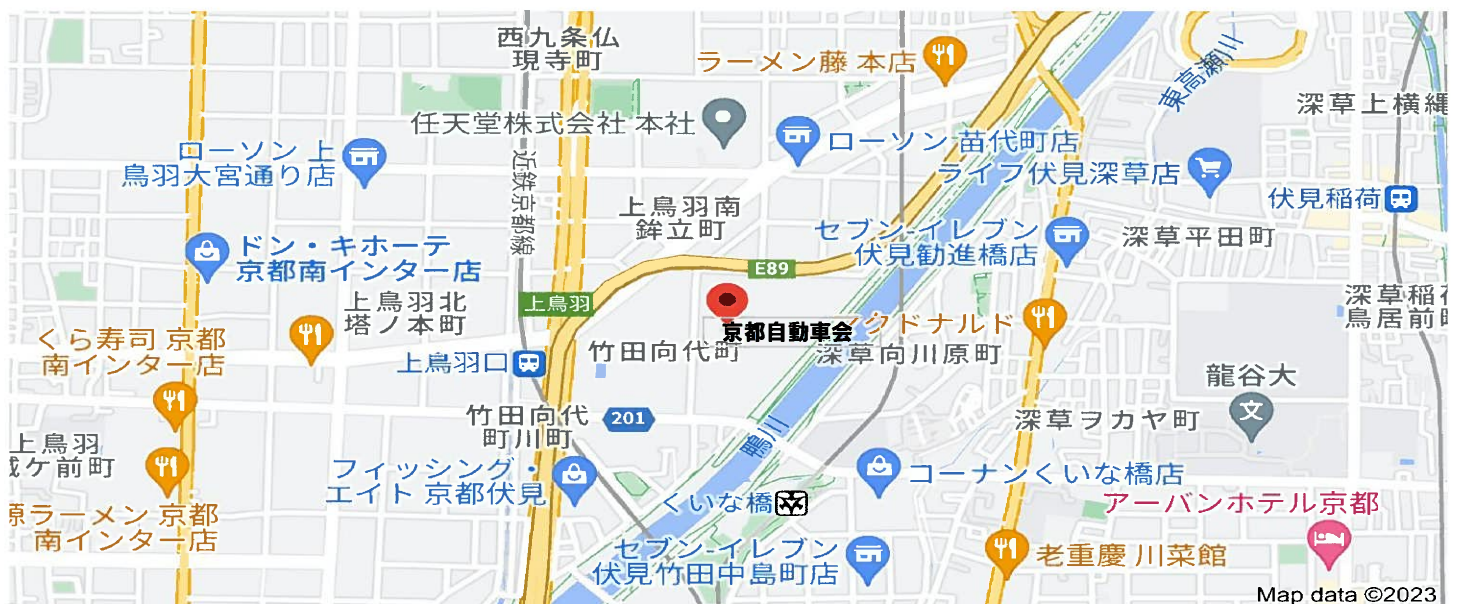 西九条仏
現寺町
ラーメン藤 本店
東高瀬川
深草上横縄
任天堂株式会社 本社
ローソン 苗代町店
ローソン 上
鳥羽大宮通り店
近鉄京都線
ライフ伏見深草店
伏見稲荷
上鳥羽南
鉾立町
セブン-イレブン
伏見勧進橋店
深草平田町
ドン・キホーテ
京都南インター店
E89
上鳥羽北
塔ノ本町
上鳥羽
京都自動車会
クドナルド
深草稲荷
鳥居前町
くら寿司 京都
南インター店
上鳥羽口
竹田向代町
深草向川原町
龍谷大
竹田向代
町川町
201
深草ヲカヤ町
上鳥羽
ケ前町
鴨川
フィッシング・
エイト 京都伏見
コーナンくいな橋店
くいな橋
アーバンホテル京都
源ラーメン 京都
南インター店
セブン-イレブン
伏見竹田中島町店
老重慶 川菜館
Map data ©2023